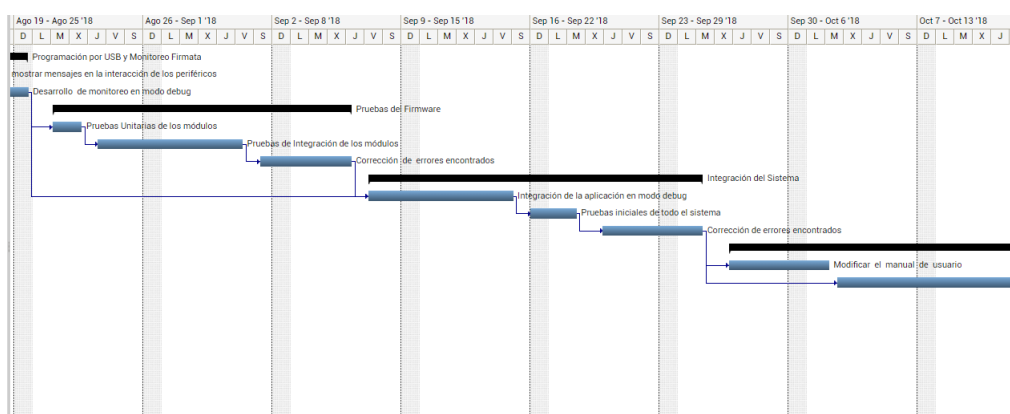 Ago 19 - Ago 25 '18 Ago 26 - Sep 1 '18 Sep 2 - Sep 8 '18 Sep 9 - Sep 15 '18 Sep 16 - Sep 22 '18 Sep 23 - Sep 29 '18 Sep 30 - Oct 6 '18 Oct 7 - Oct 13 '18
D L M X J V S D L M X J V S D L M X J V S D L M X J V S D L M X J V S D L M X J V S D L M X J V S D L M X J
Programación por USB y Monitoreo Firmata
mostrar mensajes en la interacción de los periféricos
Desarrollo de monitoreo en modo debug
Pruebas del Firmware
Pruebas Unitarias de los módulos
Pruebas de Integración de los módulos
Corrección de errores encontrados
Integración del Sistema
Integración de la aplicación en modo debug
Pruebas iniciales de todo el sistema
Corrección de errores encontrados
Modificar el manual de usuario